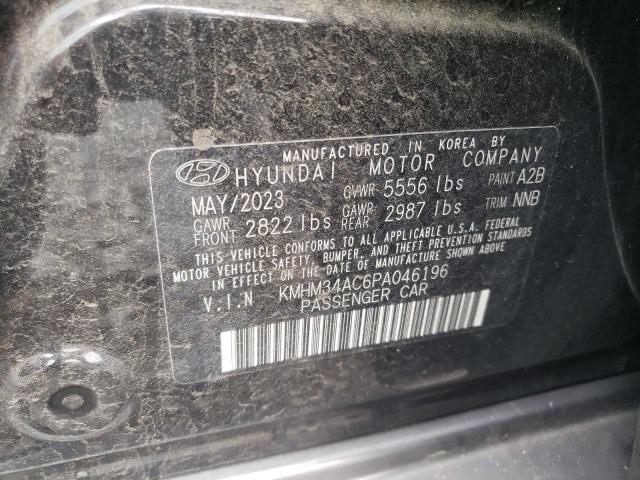 MANUFACTURED IN KOREA BY
HYUNDAI MOTOR COMPANY
MAY/2023 GVWR 5556 lbs PAINT A2B
GAWR FRONT 2822 lbs GAWR REAR 2987 lbs TRIM NNB
THIS VEHICLE CONFORMS TO ALL APPLICABLE U.S.A. FEDERAL
MOTOR VEHICLE SAFETY, BUMPER, AND THEFT PREVENTION STANDARDS
IN EFFECT ON THE DATE OF MANUFACTURE SHOWN ABOVE
V.I.N KMHM34AC6PA046196
PASSENGER CAR